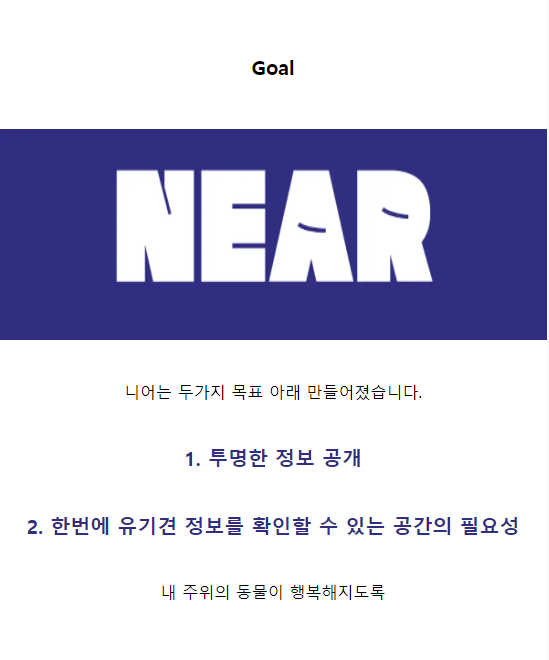 Goal
NEAR
니어는 두가지 목표 아래 만들어졌습니다.
1. 투명한 정보 공개
2. 한번에 유기견 정보를 확인할 수 있는 공간의 필요성
내 주위의 동물이 행복해지도록